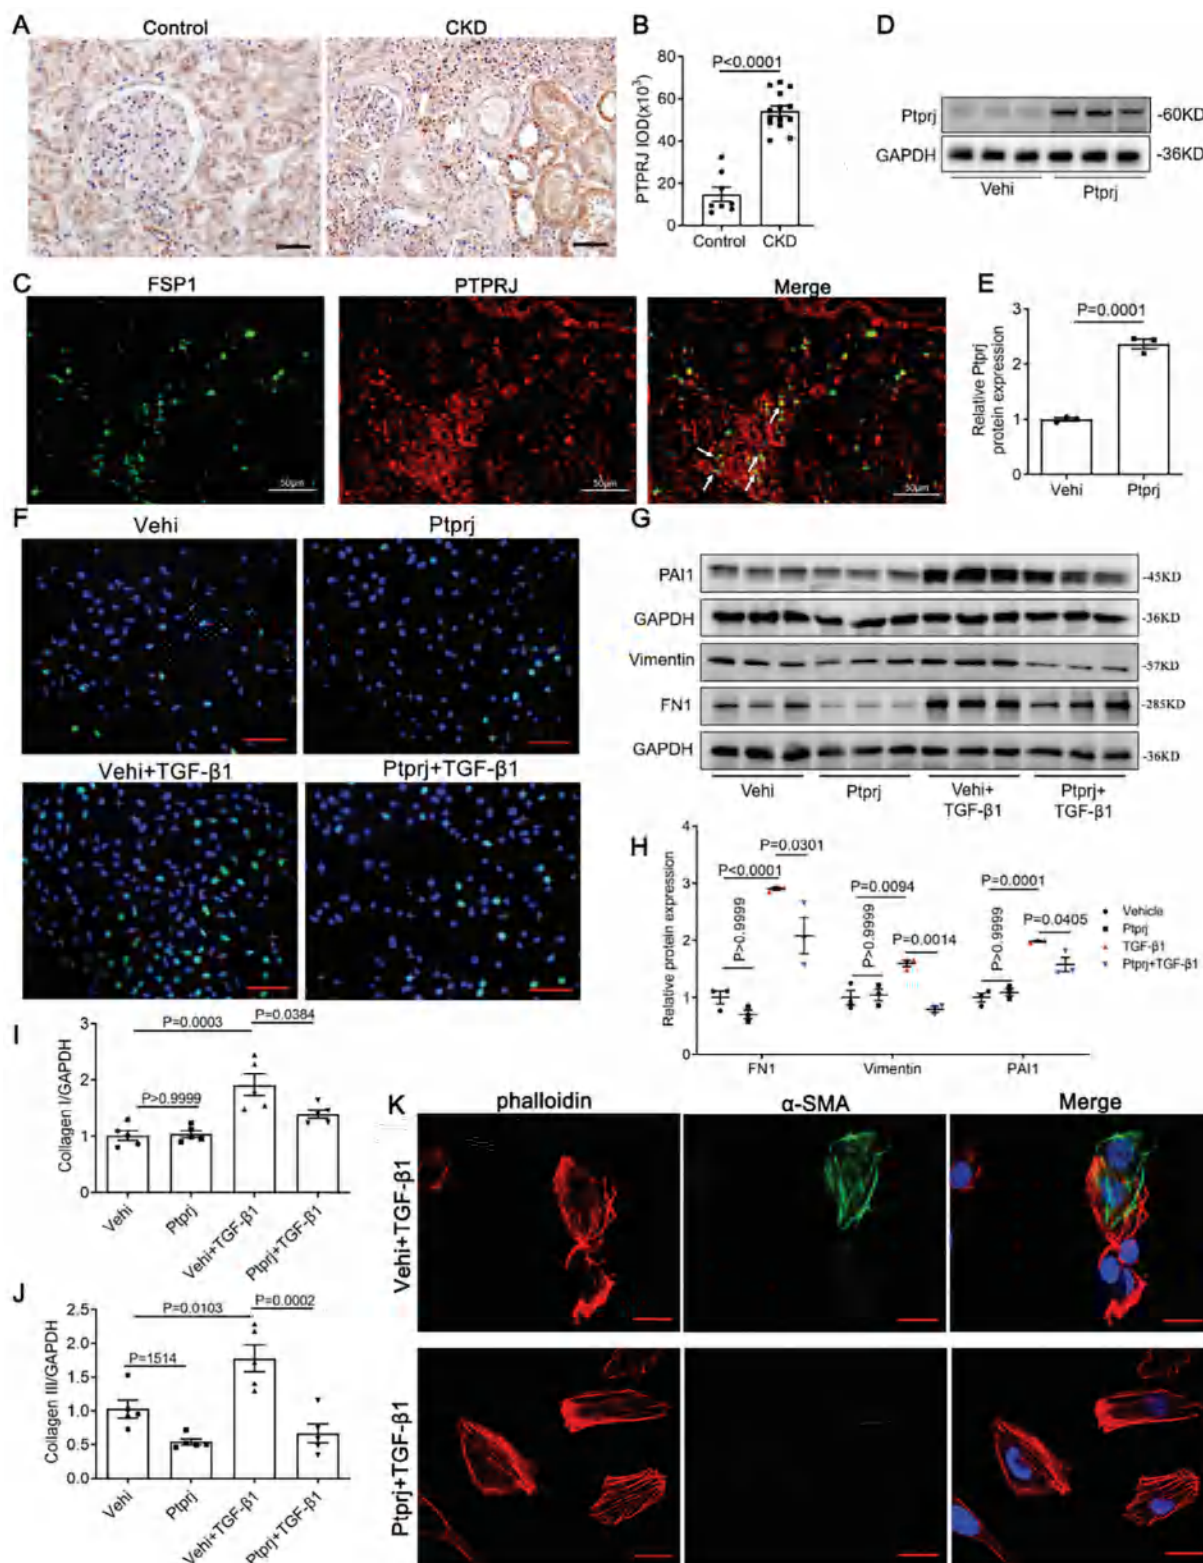 A
Control
CKD
B
P<0.0001
PTPRJ IOD(x10³)
80
60
40
20
0
Control
CKD
D
Ptprj
-60KD
GAPDH
-36KD
Vehi
Ptprj
C
FSP1
PTPRJ
Merge
50μm
50μm
50μm
E
P=0.0001
Relative Ptprj
protein expression
3
2
1
0
Vehi
Ptprj
F
Vehi
Ptprj
Vehi+TGF-β1
Ptprj+TGF-β1
G
PAI1
-45KD
GAPDH
-36KD
Vimentin
-57KD
FN1
-285KD
GAPDH
-36KD
Vehi
Ptprj
Vehi+
TGF-β1
Ptprj+
TGF-β1
H
Relative protein expression
4
3
2
1
0
P=0.0301
P<0.0001
P>0.9999
P=0.0094
P>0.9999
P=0.0014
P=0.0001
P>0.9999
P=0.0405
FN1
Vimentin
PAI1
Vehicle
Ptprj
TGF-β1
Ptprj+TGF-β1
I
P=0.0003
P=0.0384
P>0.9999
Collagen I/GAPDH
3
2
1
0
Vehi
Ptprj
Vehi+TGF-β1
Ptprj+TGF-β1
J
P=0.0103
P=0.0002
P=1514
Collagen III/GAPDH
2.5
2.0
1.5
1.0
0.5
0.0
Vehi
Ptprj
Vehi+TGF-β1
Ptprj+TGF-β1
K
phalloidin
α-SMA
Merge
Vehi+TGF-β1
Ptprj+TGF-β1